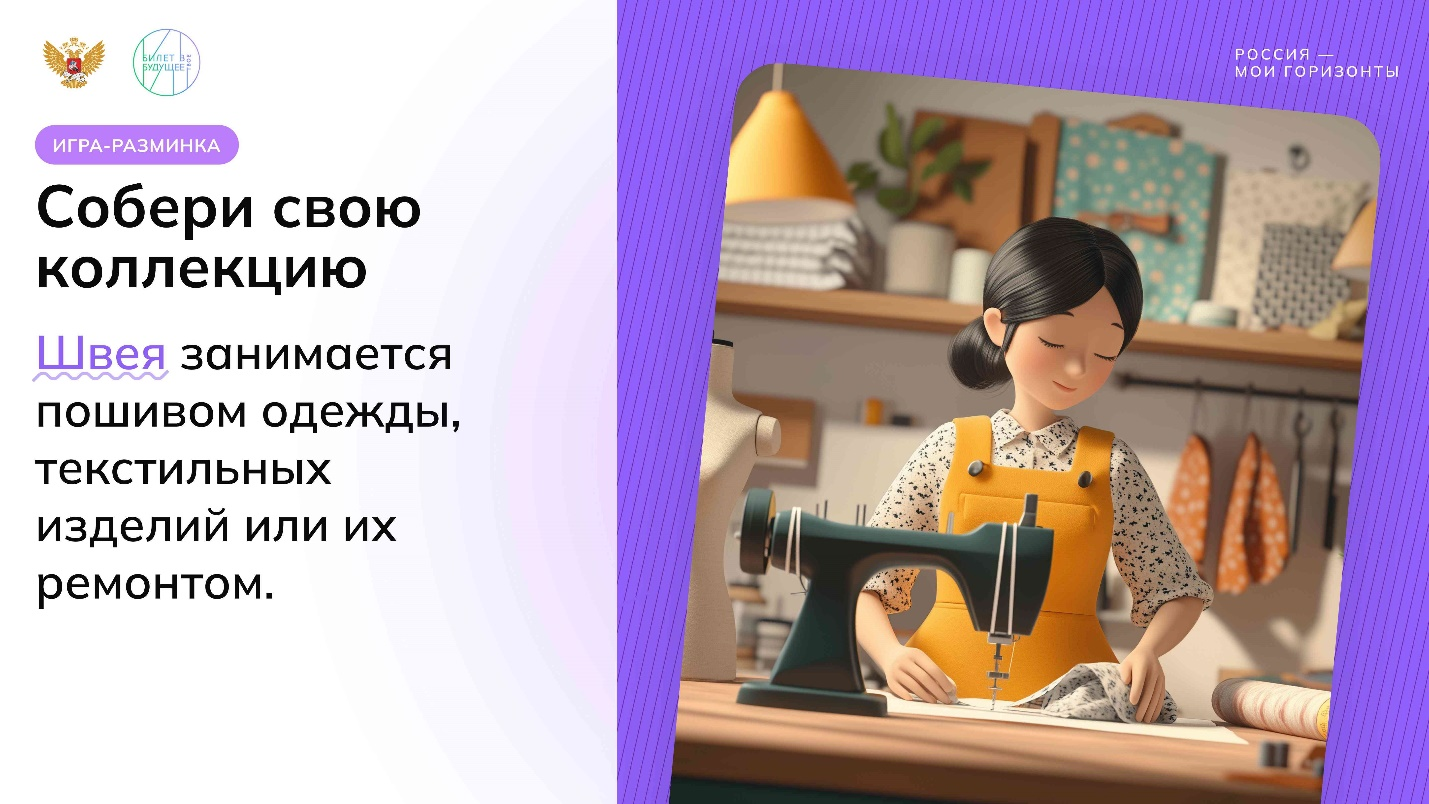 БИЛЕТ В
БУДУЩЕЕ
ТВОЕ
РОССИЯ —
МОИ ГОРИЗОНТЫ
ИГРА-РАЗМИНКА
Собери свою
коллекцию
Швея занимается
пошивом одежды,
текстильных
изделий или их
ремонтом.